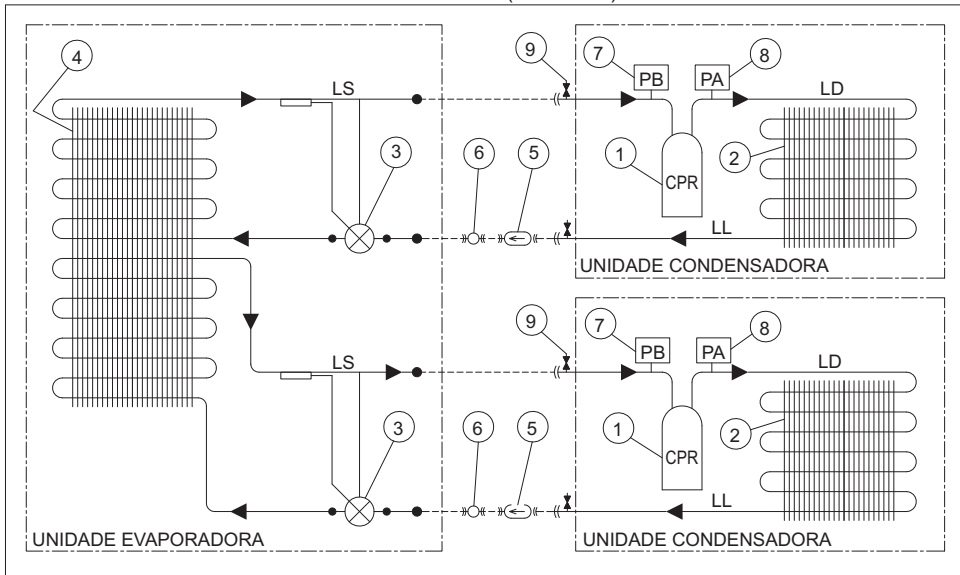 9
7
8
4
LS
PB
PA
LD
3
6
5
1
CPR
2
LL
UNIDADE CONDENSADORA
9
7
8
LS
PB
PA
LD
3
6
5
1
CPR
2
LL
UNIDADE EVAPORADORA
UNIDADE CONDENSADORA